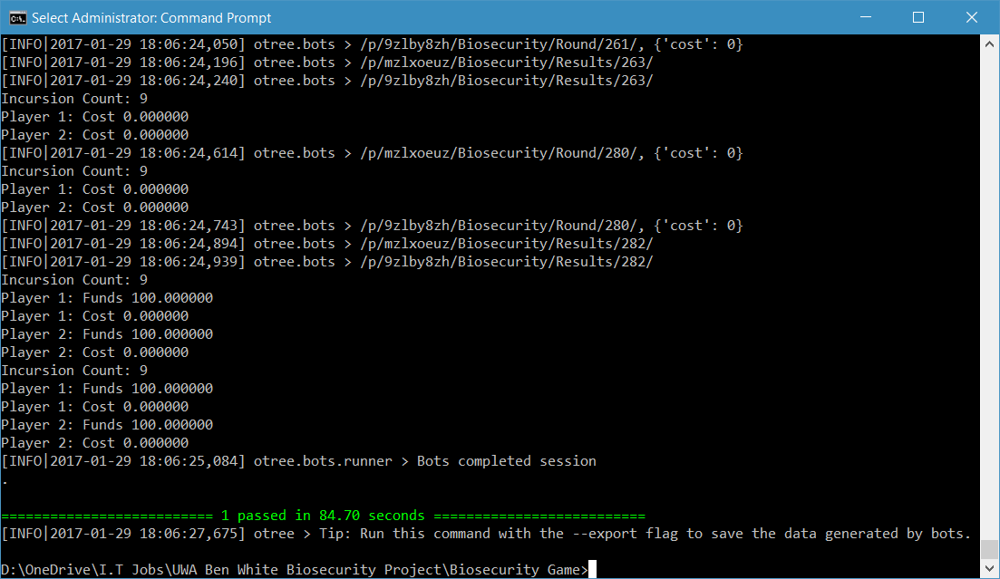 Select Administrator: Command Prompt
[INFO|2017-01-29 18:06:24,050] otree.bots > /p/9zlby8zh/Biosecurity/Round/261/, {'cost': 0}
[INFO|2017-01-29 18:06:24,196] otree.bots > /p/mzlxoeuz/Biosecurity/Results/263/
[INFO|2017-01-29 18:06:24,240] otree.bots > /p/9zlby8zh/Biosecurity/Results/263/
Incursion Count: 9
Player 1: Cost 0.000000
Player 2: Cost 0.000000
[INFO|2017-01-29 18:06:24,614] otree.bots > /p/mzlxoeuz/Biosecurity/Round/280/, {'cost': 0}
Incursion Count: 9
Player 1: Cost 0.000000
Player 2: Cost 0.000000
[INFO|2017-01-29 18:06:24,743] otree.bots > /p/9zlby8zh/Biosecurity/Round/280/, {'cost': 0}
[INFO|2017-01-29 18:06:24,894] otree.bots > /p/mzlxoeuz/Biosecurity/Results/282/
[INFO|2017-01-29 18:06:24,939] otree.bots > /p/9zlby8zh/Biosecurity/Results/282/
Incursion Count: 9
Player 1: Funds 100.000000
Player 1: Cost 0.000000
Player 2: Funds 100.000000
Player 2: Cost 0.000000
Incursion Count: 9
Player 1: Funds 100.000000
Player 1: Cost 0.000000
Player 2: Funds 100.000000
Player 2: Cost 0.000000
[INFO|2017-01-29 18:06:25,084] otree.bots.runner > Bots completed session
.
========================== 1 passed in 84.70 seconds ==========================
[INFO|2017-01-29 18:06:27,675] otree > Tip: Run this command with the --export flag to save the data generated by bots.
D:\OneDrive\I.T Jobs\UWA Ben White Biosecurity Project\Biosecurity Game>